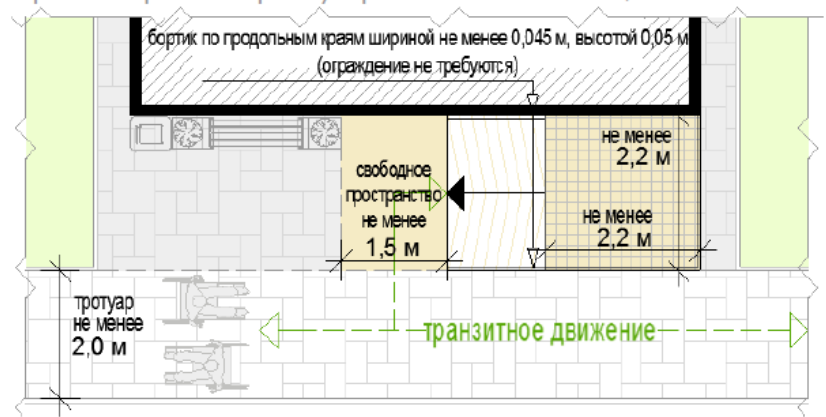 бортик по продольным краям шириной не менее 0,045 м, высотой 0,05 м
(ограждение не требуются)
не менее
2,2 м
свободное
пространство
не менее
1,5 м
не менее
2,2 м
тротуар
не менее
2,0 м
транзитное движение